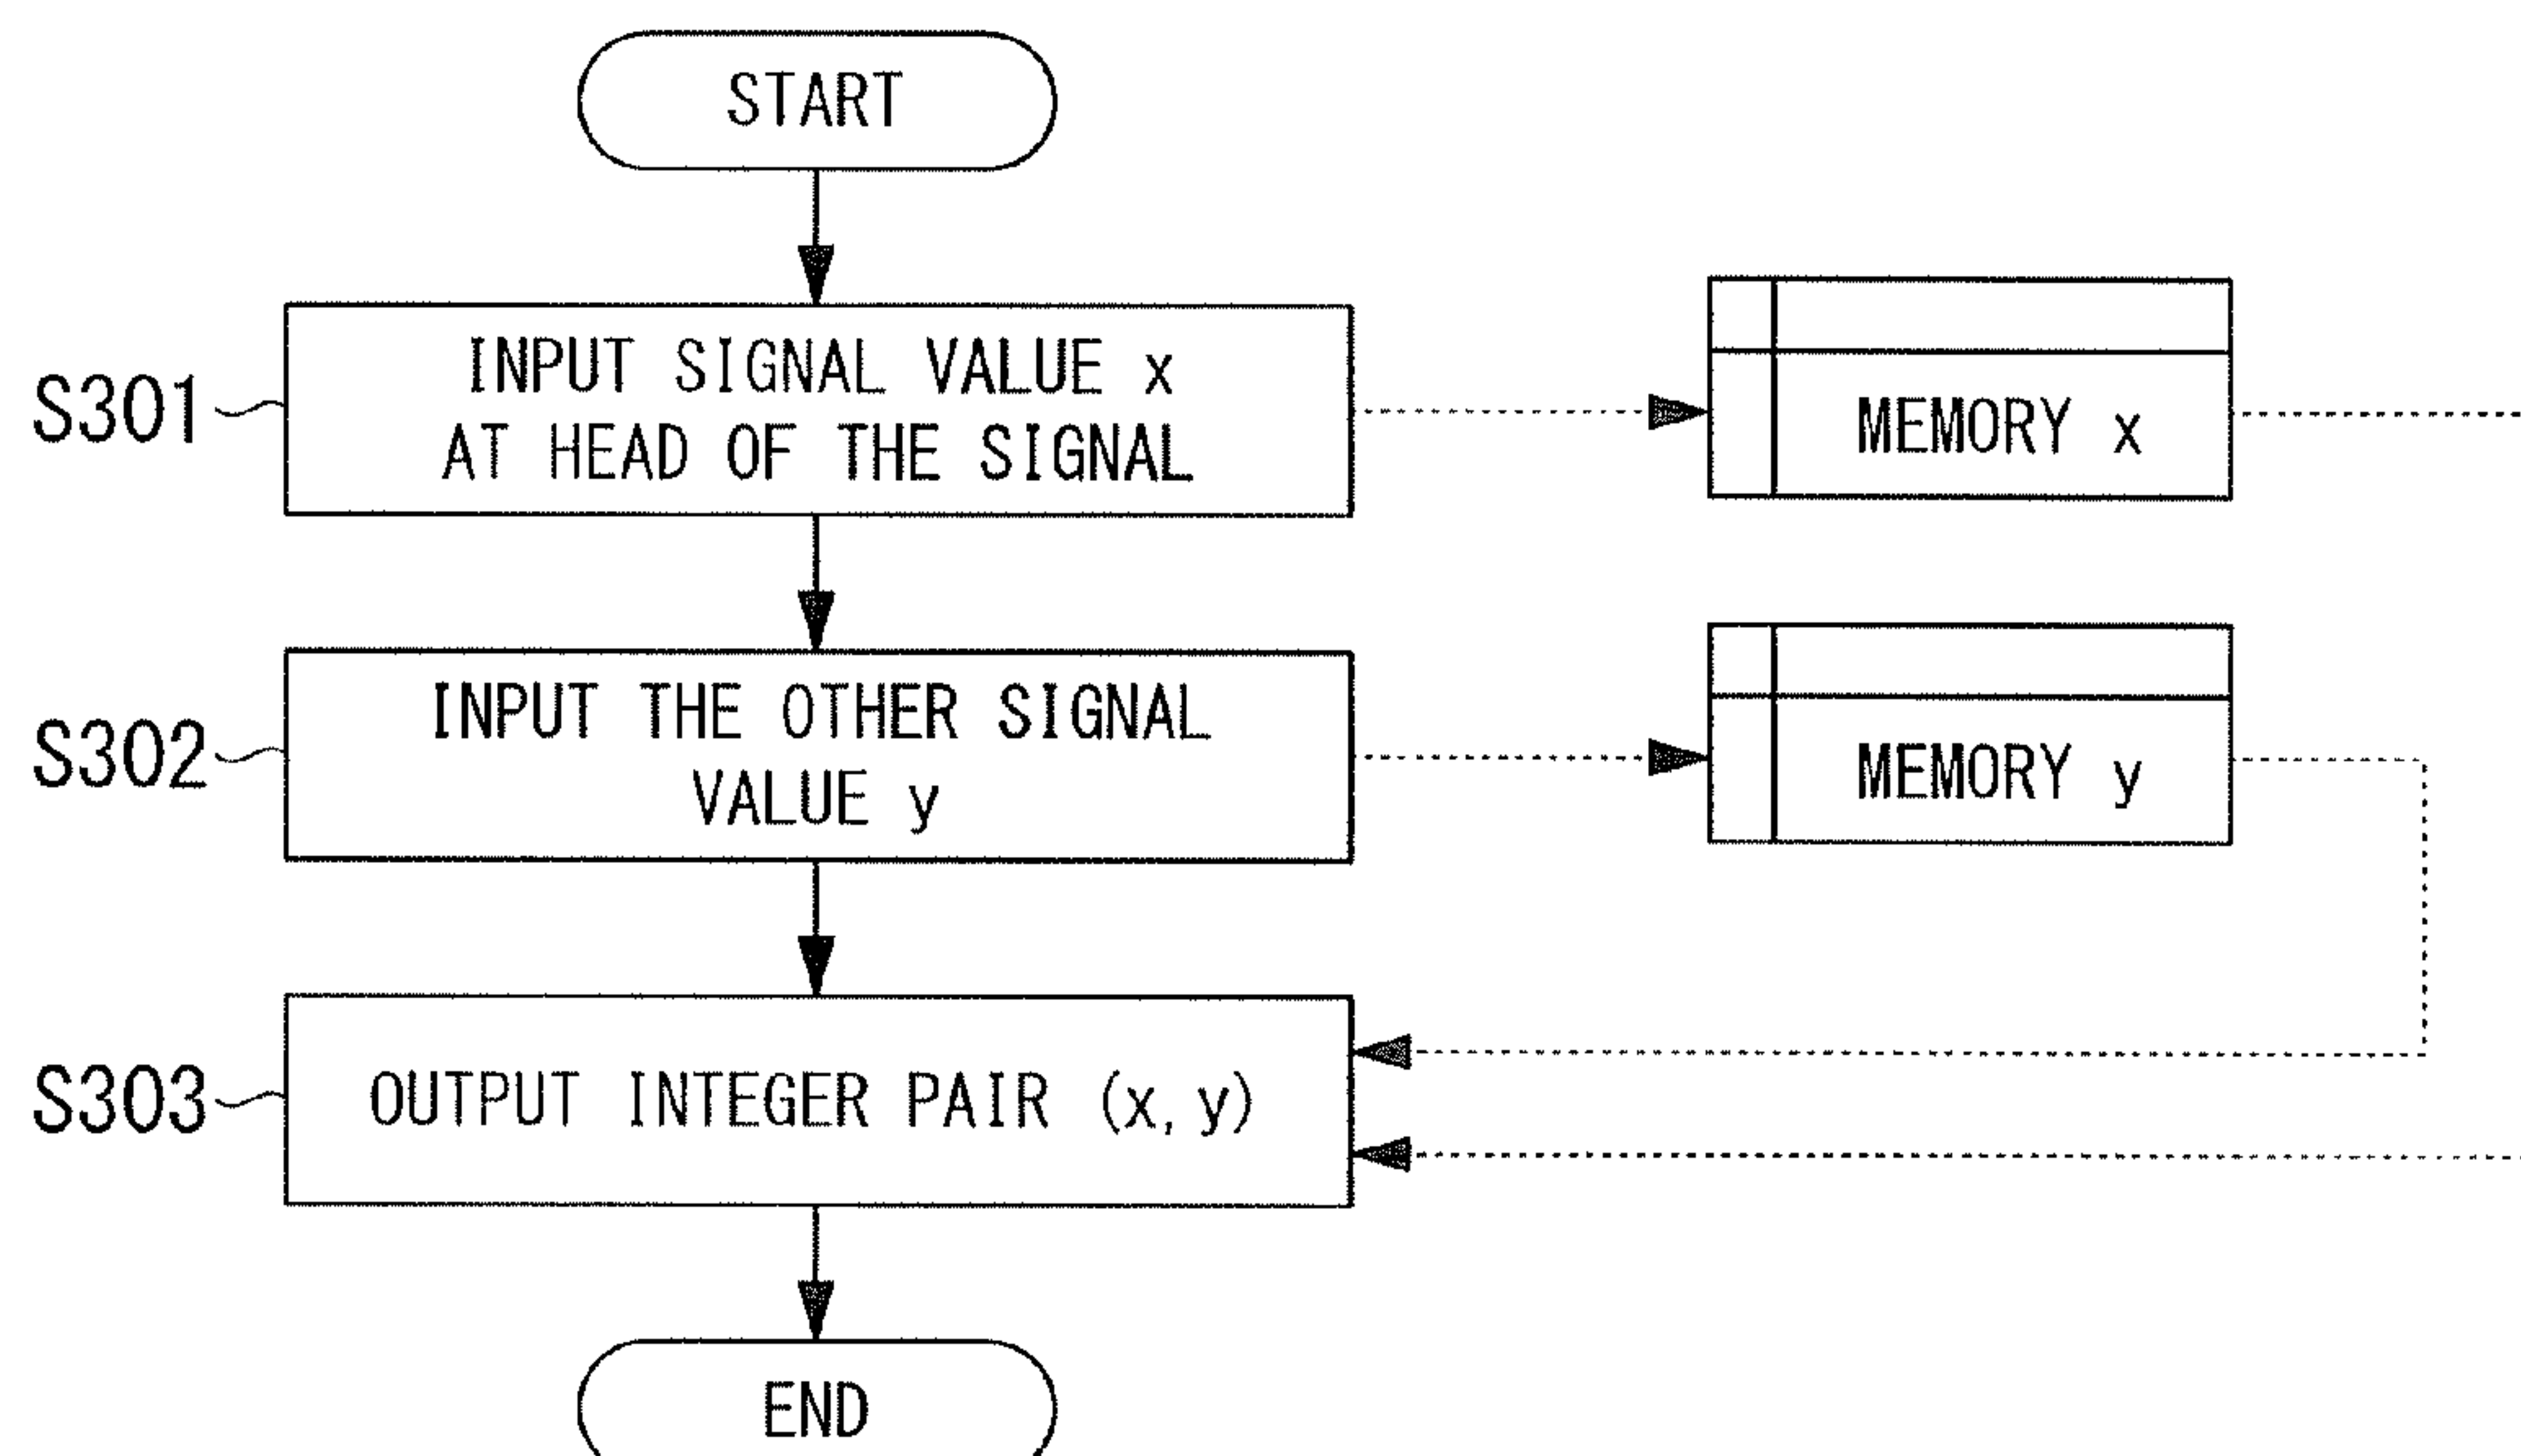 START
S301
INPUT SIGNAL VALUE x
AT HEAD OF THE SIGNAL
MEMORY x
S302
INPUT THE OTHER SIGNAL
VALUE y
MEMORY y
S303
OUTPUT INTEGER PAIR (x, y)
END